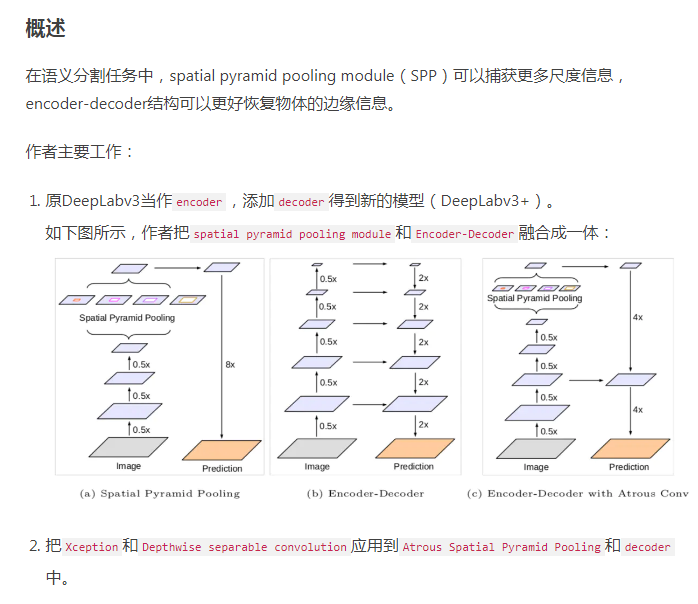 概述
在语义分割任务中，spatial pyramid pooling module（SPP）可以捕获更多尺度信息，
encoder-decoder结构可以更好恢复物体的边缘信息。
作者主要工作：
1. 原DeepLabv3当作 encoder ，添加 decoder 得到新的模型（DeepLabv3+）。
如下图所示，作者把 spatial pyramid pooling module 和 Encoder-Decoder 融合成一体：
Spatial Pyramid Pooling
0.5x
0.5x
0.5x
8x
Image
Prediction
(a) Spatial Pyramid Pooling
0.5x
0.5x
0.5x
0.5x
0.5x
2x
2x
2x
2x
2x
Image
Prediction
(b) Encoder-Decoder
Spatial Pyramid Pooling
0.5x
0.5x
0.5x
0.5x
4x
4x
Image
Prediction
(c) Encoder-Decoder with Atrous Conv
2. 把 Xception 和 Depthwise separable convolution 应用到 Atrous Spatial Pyramid Pooling 和 decoder
中。